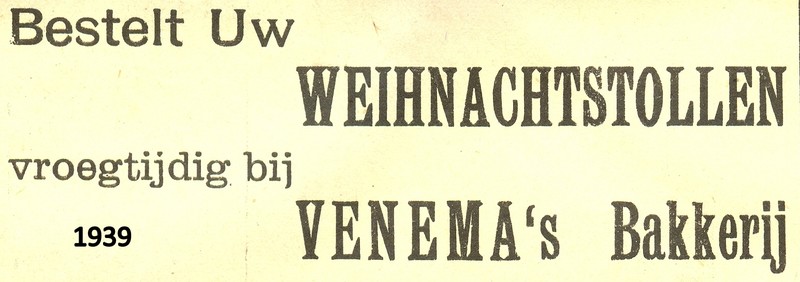 Bestelt Uw
WEIHNACHTSTOLLEN
vroegtijdig bij
VENEMA‘s Bakkerij
1939